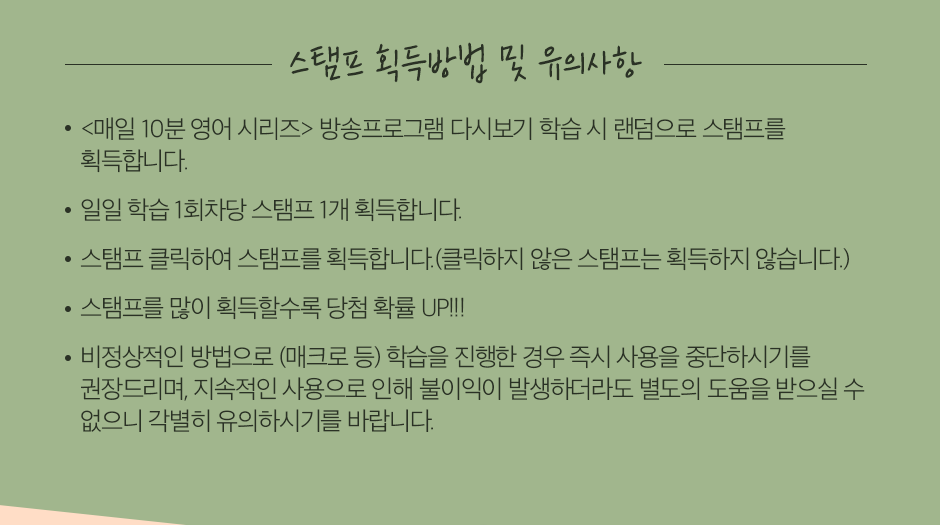 스탬프 획득방법 및 유의사항
• <매일 10분 영어 시리즈> 방송프로그램 다시보기 학습 시 랜덤으로 스탬프를
획득합니다.
• 일일 학습 1회차당 스탬프 1개 획득합니다.
• 스탬프 클릭하여 스탬프를 획득합니다.(클릭하지 않은 스탬프는 획득하지 않습니다.)
• 스탬프를 많이 획득할수록 당첨 확률 UP!!!
• 비정상적인 방법으로 (매크로 등) 학습을 진행한 경우 즉시 사용을 중단하시기를
권장드리며, 지속적인 사용으로 인해 불이익이 발생하더라도 별도의 도움을 받으실 수
없으니 각별히 유의하시기를 바랍니다.